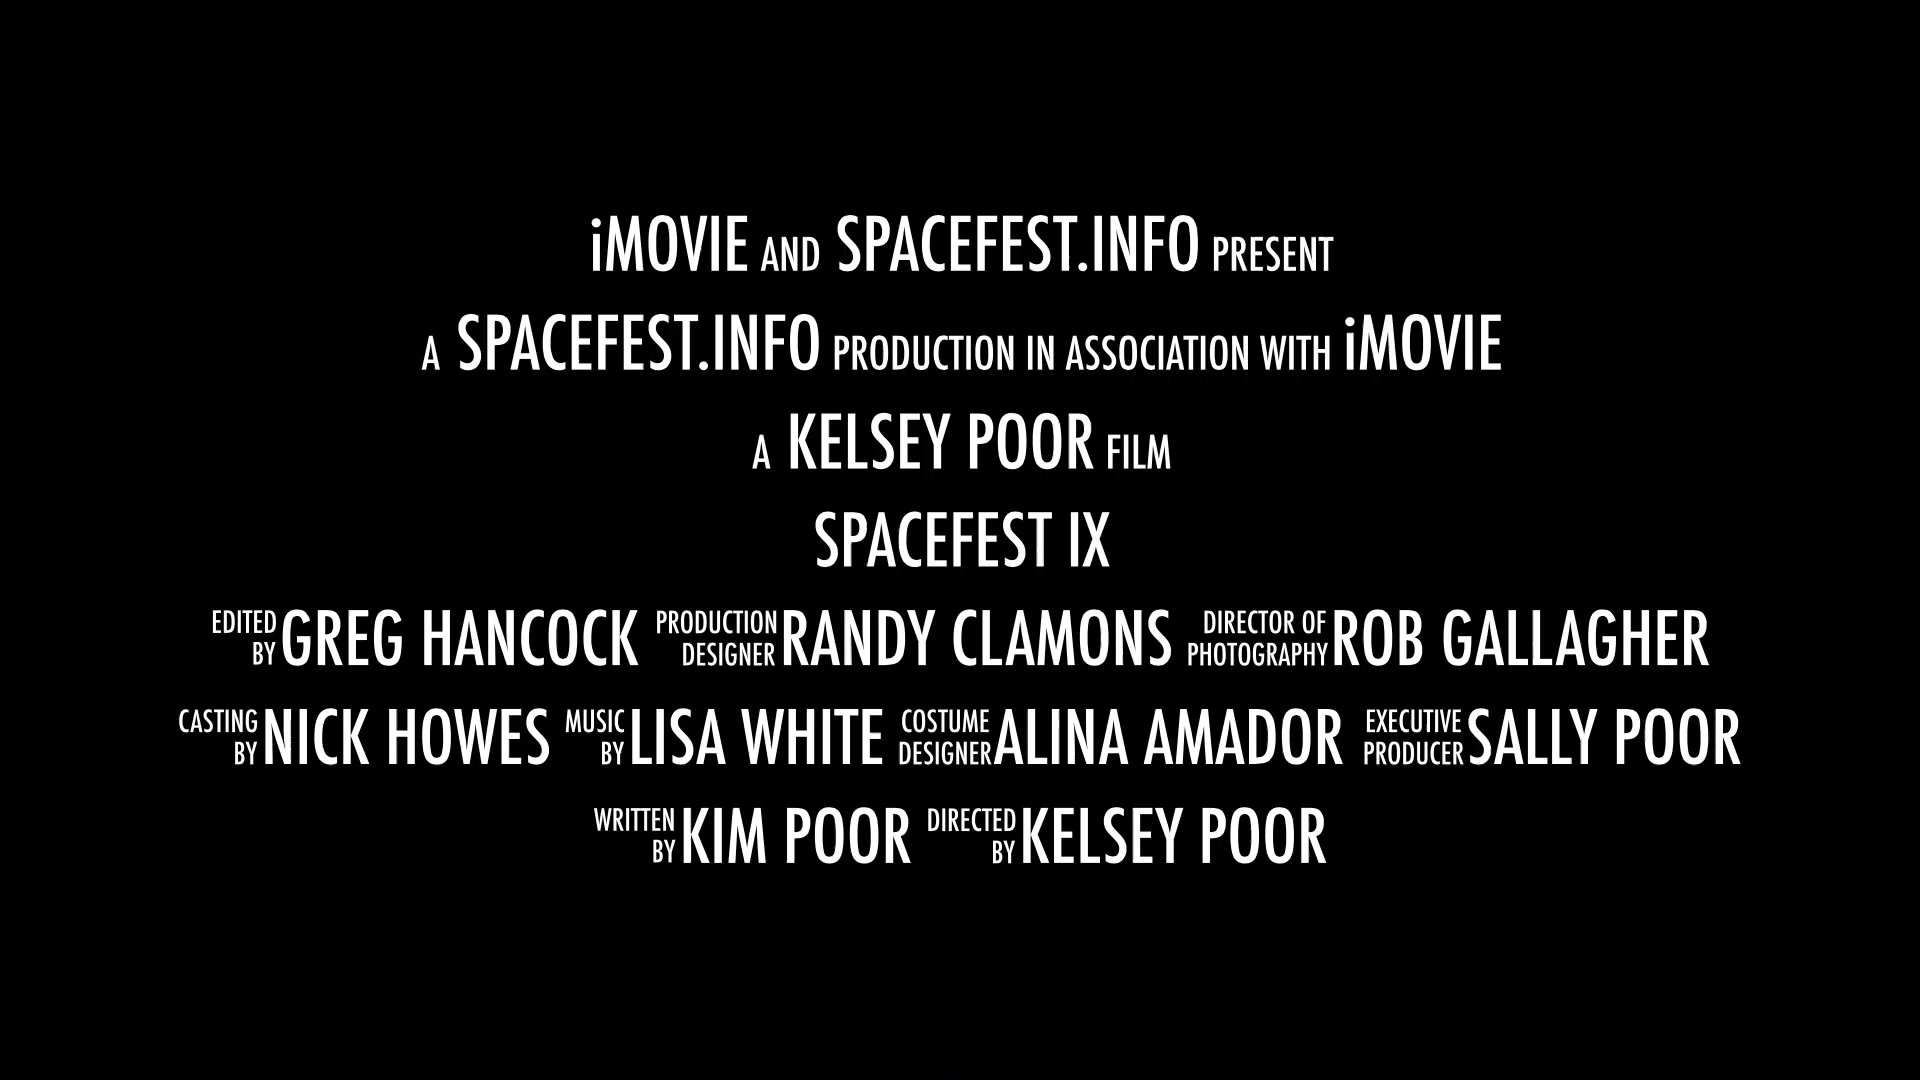 iMOVIE AND SPACEFEST.INFO PRESENT
A SPACEFEST.INFO PRODUCTION IN ASSOCIATION WITH iMOVIE
A KELSEY POOR FILM
SPACEFEST IX
EDITED BY GREG HANCOCK PRODUCTION DESIGNER RANDY CLAMONS DIRECTOR OF PHOTOGRAPHY ROB GALLAGHER
CASTING BY NICK HOWES MUSIC BY LISA WHITE COSTUME DESIGNER ALINA AMADOR EXECUTIVE PRODUCER SALLY POOR
WRITTEN BY KIM POOR DIRECTED BY KELSEY POOR